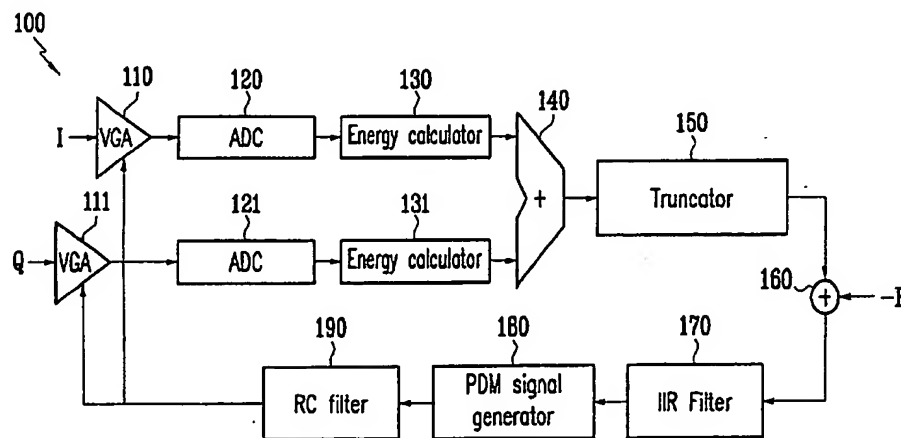 100
110
120
130
140
150
I
VGA
ADC
Energy calculator
Truncator
111
121
131
+
Q
VGA
ADC
Energy calculator
160
+
190
180
170
RC filter
PDM signal
generator
IIR Filter